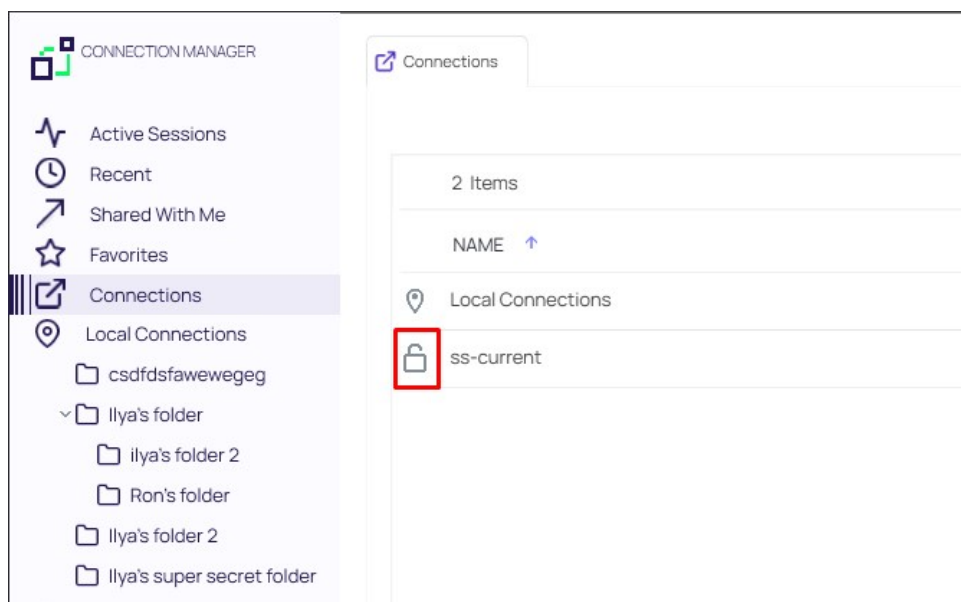 CONNECTION MANAGER
Active Sessions
Recent
Shared With Me
Favorites
Connections
Local Connections
csdfdsfawewegeg
Ilya's folder
ilya's folder 2
Ron's folder
Ilya's folder 2
Ilya's super secret folder
Connections
2 Items
NAME
Local Connections
ss-current